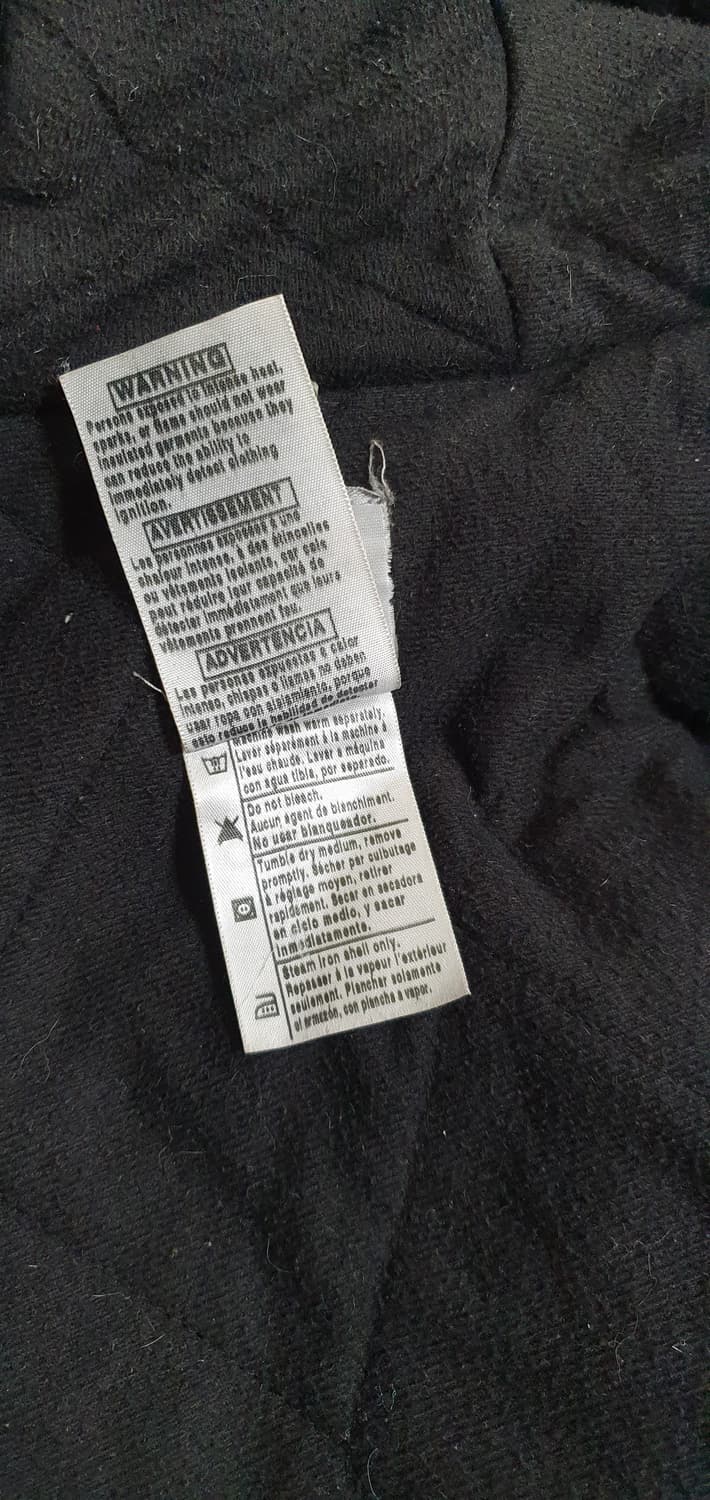 WARNING
Persons exposed to intense heat,
sparks, or flame should not wear
insulated garments because they
can reduce the ability to
immediately detect clothing
ignition.
AVERTISSEMENT
Les personnes exposées à une
chaleur intense, à des étincelles
ou vêtements isolants, car cela
peut réduire leur capacité de
détecter immédiatement que leurs
vêtements prennent feu.
ADVERTENCIA
Las personas expuestas a calor
intenso, chispas o llamas no deben
usar ropa con aislamiento, porque
esto reduce la habilidad de detectar
Machine wash warm separately.
Laver séparément à la machine à
l'eau chaude. Lavar a máquina
con agua tibia, por separado.
Do not bleach.
Aucun agent de blanchiment.
No usar blanqueador.
Tumble dry medium, remove
promptly. Sécher par culbutage
à réglage moyen, retirer
rapidement. Secar en secadora
en ciclo medio, y sacar
inmediatamente.
Steam iron shell only.
Repasser à la vapeur l'extérieur
seulement. Planchar solamente
el armazón, con plancha a vapor.